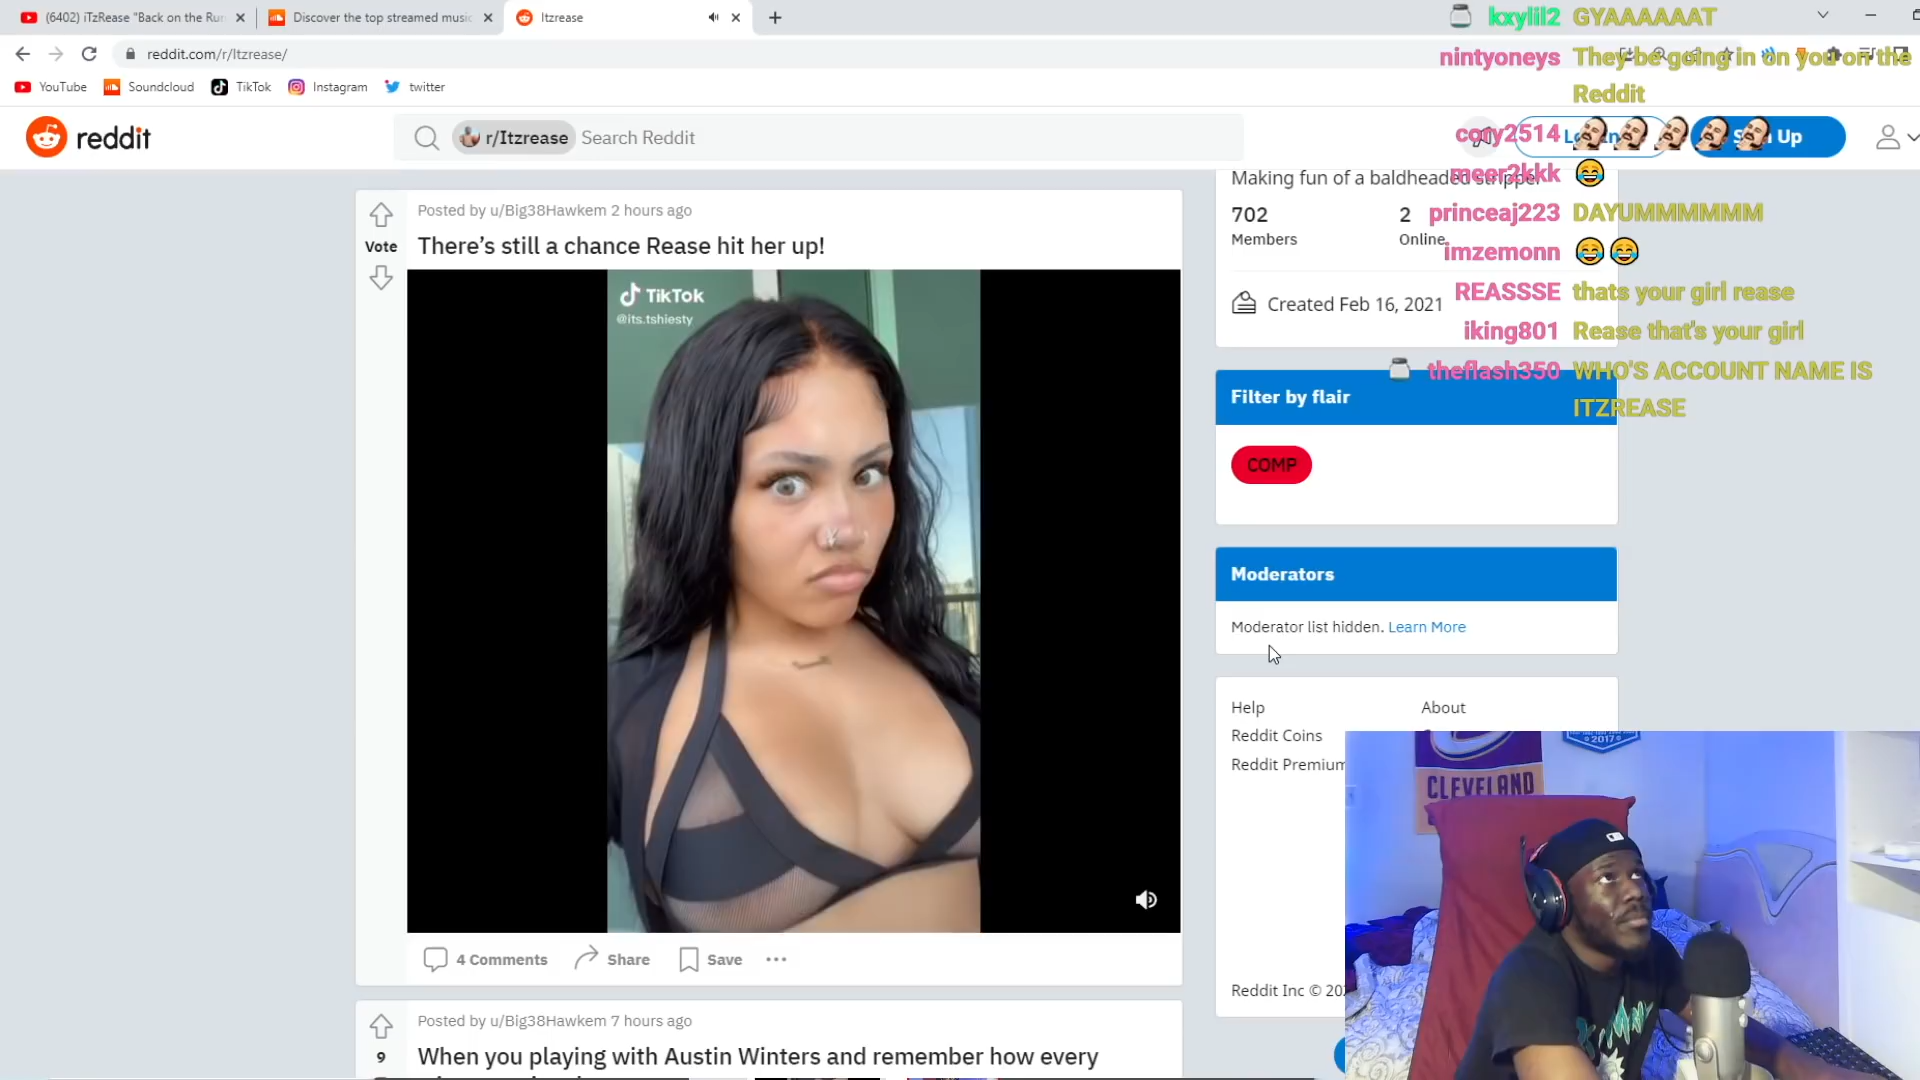 (6402) iTzRease "Back on the Run
Discover the top streamed music
Itzrease
reddit.com/r/Itzrease/
YouTube
Soundcloud
TikTok
Instagram
twitter
reddit
r/Itzrease
Search Reddit
Up
kxylil2 GYAAAAAAT
nintyoneys They be going in on you on the
Reddit
cory2514
meer2kkk 😂
princeaj223 DAYUMMMMMM
imzemonn 😂😂
REASSSE thats your girl rease
iking801 Rease that's your girl
theflash350 WHO'S ACCOUNT NAME IS
ITZREASE
Posted by u/Big38Hawkem 2 hours ago
Vote
There's still a chance Rease hit her up!
TikTok
@its.tshiesty
4 Comments
Share
Save
Posted by u/Big38Hawkem 7 hours ago
9
When you playing with Austin Winters and remember how every
Making fun of a baldheaded stripper
702
Members
2
Online
Created Feb 16, 2021
Filter by flair
COMP
Moderators
Moderator list hidden. Learn More
Help
About
Reddit Coins
Reddit Premium
Reddit Inc © 20
CLEVELAND
2017